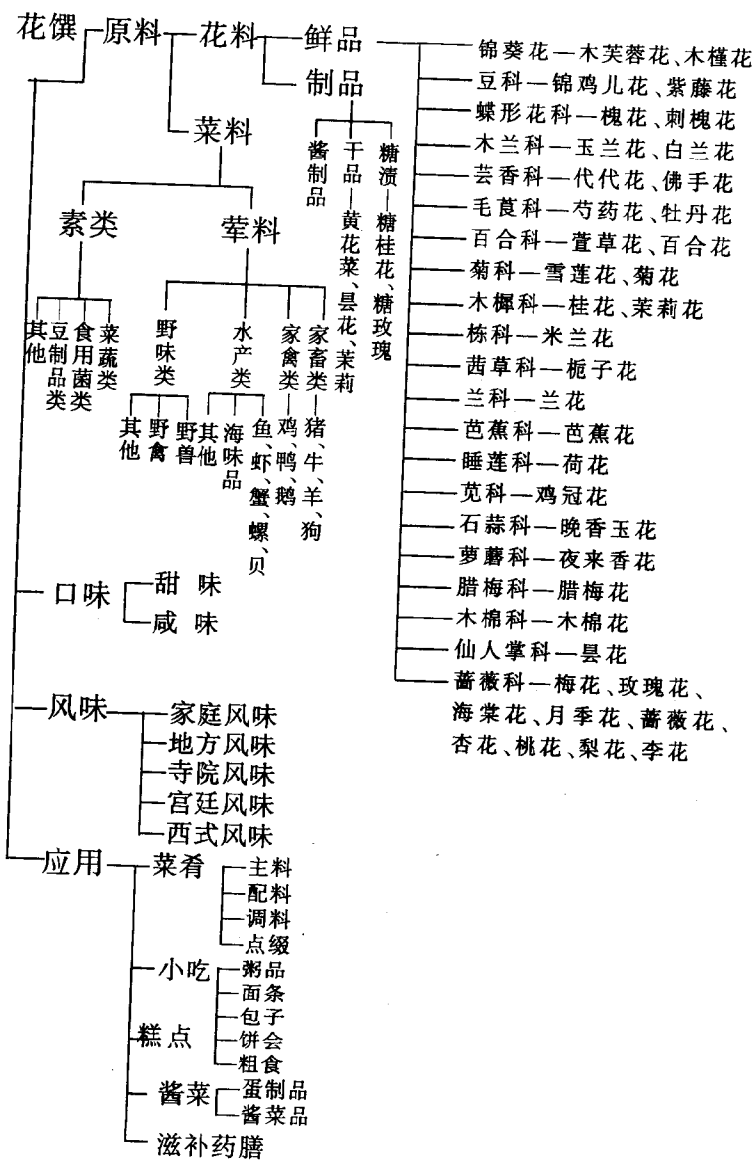 花馔
原料
花料
鲜品
制品
菜料
素类
荤料
酱制品
干品—黄花菜、昙花、茉莉
糖渍—糖桂花、糖玫瑰
其他
豆制品类
食用菌类
菜蔬类
野味类
水产类
家禽类
家畜类
其他
野禽
野兽
其他
海味品
鱼、虾、蟹、螺、贝
鸡、鸭、鹅
猪、牛、羊、狗
锦葵花—木芙蓉花、木槿花
豆科—锦鸡儿花、紫藤花
蝶形花科—槐花、刺槐花
木兰科—玉兰花、白兰花
芸香科—代代花、佛手花
毛茛科—芍药花、牡丹花
百合科—萱草花、百合花
菊科—雪莲花、菊花
木樨科—桂花、茉莉花
栋科—米兰花
茜草科—栀子花
兰科—兰花
芭蕉科—芭蕉花
睡莲科—荷花
苋科—鸡冠花
石蒜科—晚香玉花
萝藦科—夜来香花
腊梅科—腊梅花
木棉科—木棉花
仙人掌科—昙花
蔷薇科—梅花、玫瑰花、
海棠花、月季花、蔷薇花、
杏花、桃花、梨花、李花
口味
甜 味
咸 味
风味
家庭风味
地方风味
寺院风味
宫廷风味
西式风味
应用
菜肴
主料
配料
调料
点缀
小吃
糕点
粥品
面条
包子
饼会
粗食
酱菜
蛋制品
酱菜品
滋补药膳